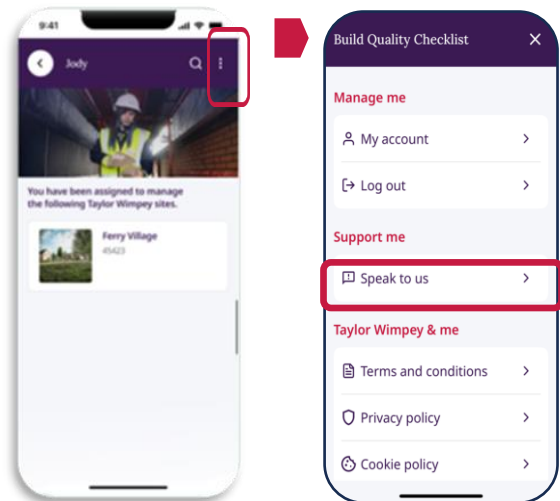 9:41
Jody
You have been assigned to manage
the following Taylor Wimpey sites.
Ferry Village
45423
Build Quality Checklist
Manage me
My account
Log out
Support me
Speak to us
Taylor Wimpey & me
Terms and conditions
Privacy policy
Cookie policy